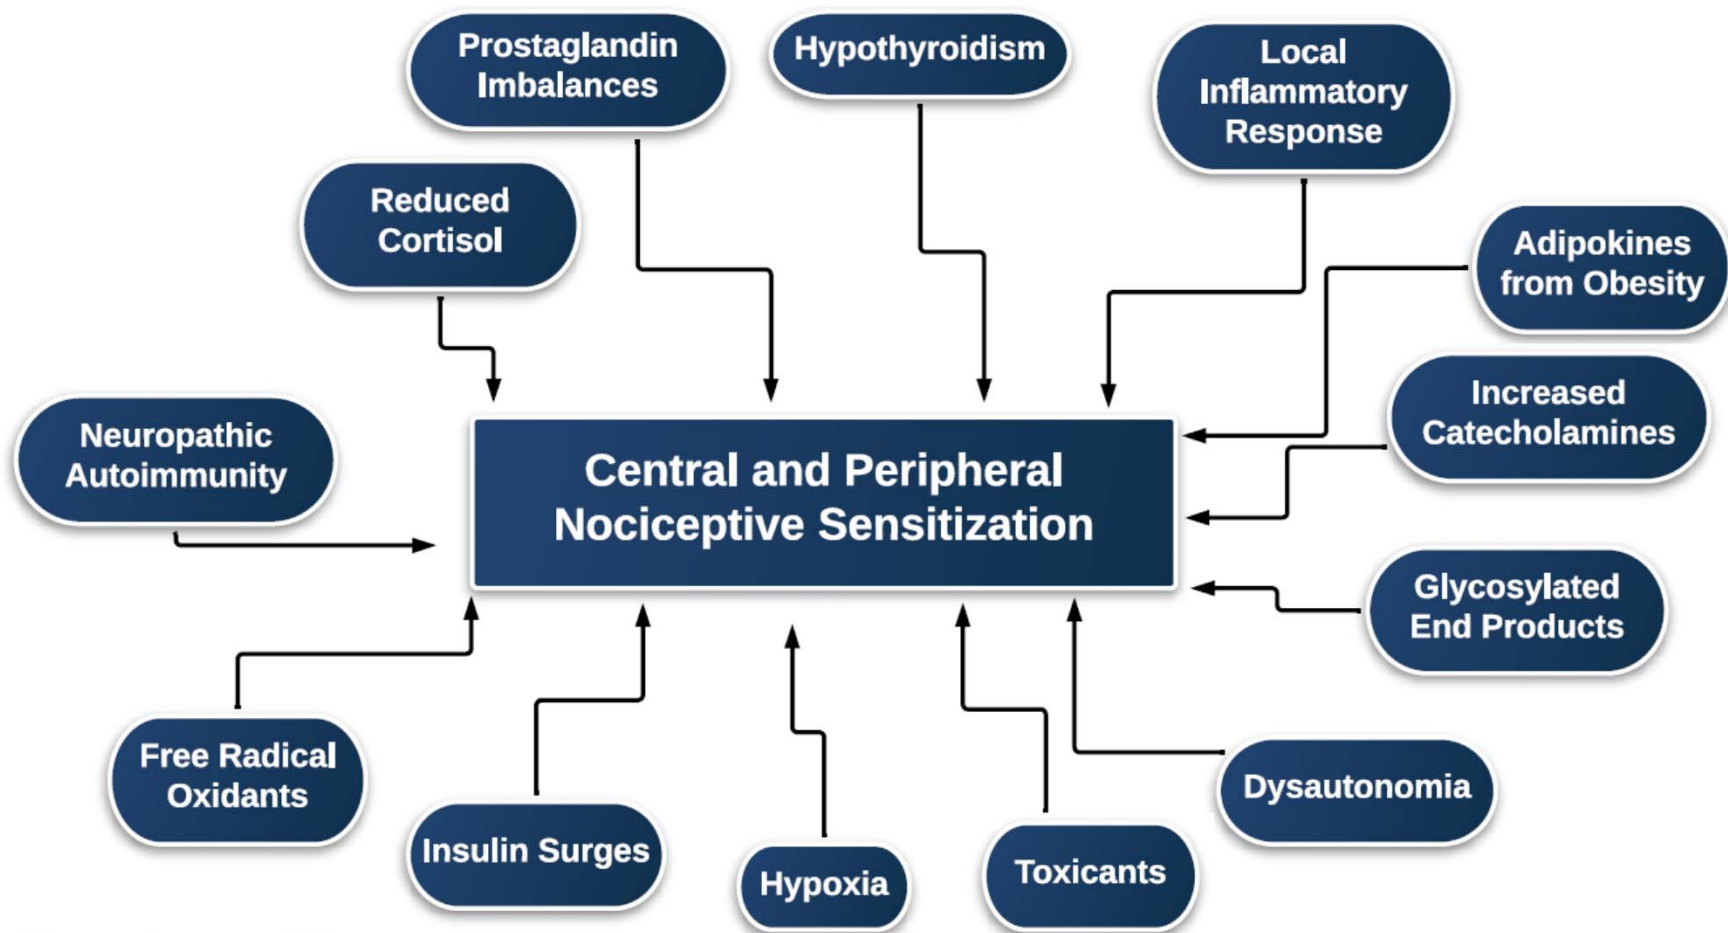 Prostaglandin
Imbalances
Hypothyroidism
Local
Inflammatory
Response
Reduced
Cortisol
Adipokines
from Obesity
Increased
Catecholamines
Neuropathic
Autoimmunity
Central and Peripheral
Nociceptive Sensitization
Glycosylated
End Products
Free Radical
Oxidants
Insulin Surges
Hypoxia
Toxicants
Dysautonomia